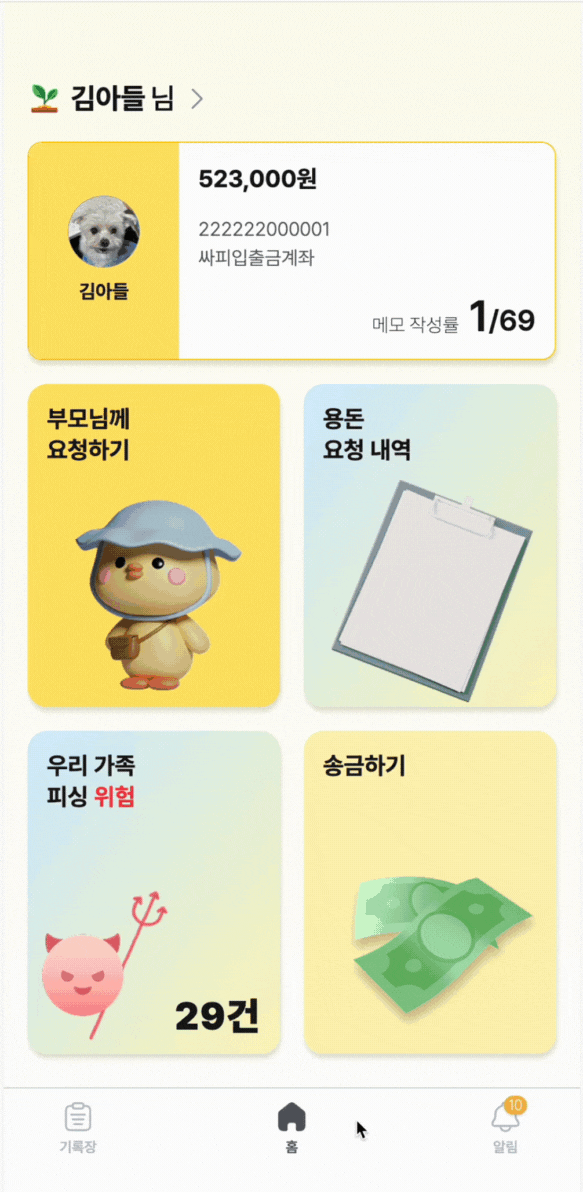 김아들 님
523,000원
222222000001
싸피입출금계좌
김아들
메모 작성률 1/69
부모님께
요청하기
용돈
요청 내역
우리 가족
피싱 위험
29건
송금하기
10
기록장
홈
알림